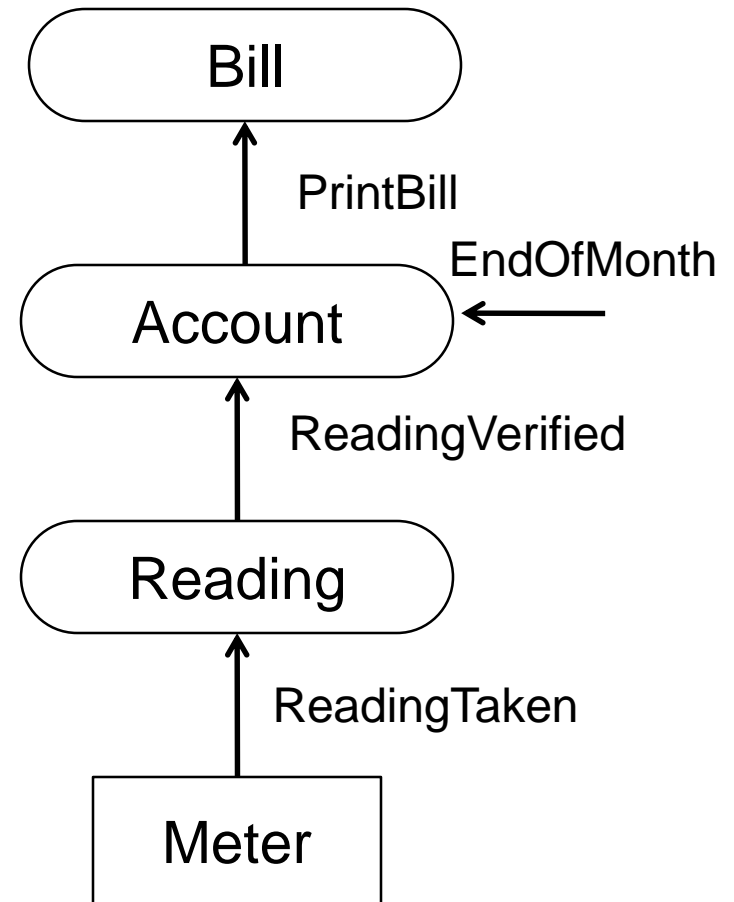 Bill
PrintBill
EndOfMonth
Account
ReadingVerified
Reading
ReadingTaken
Meter